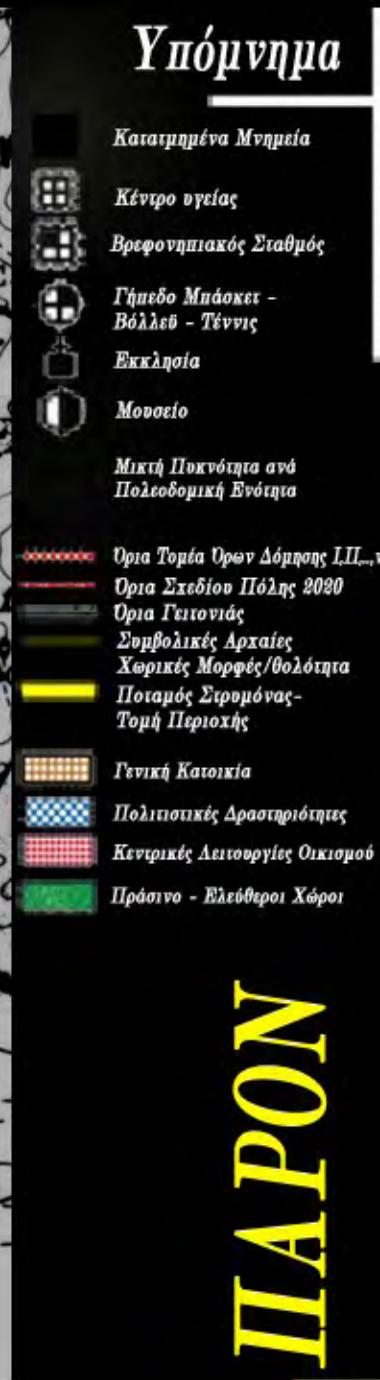 Υπόμνημα
Κατατμημένα Μνημεία
Κέντρο υγείας
Βρεφονηπιακός Σταθμός
Γήπεδο Μπάσκετ –
Βόλλεϋ - Τέννις
Εκκλησία
Μουσείο
Μικτή Πυκνότητα ανά
Πολεοδομική Ενότητα
Όρια Τομέα Όρων Δόμησης Ι,ΙΙ,..,ν
Όρια Σχεδίου Πόλης 2020
Όρια Γειτονιάς
Συμβολικές Αρχαίες
Χωρικές Μορφές/θολότητα
Ποταμός Στρυμόνας–
Τομή Περιοχής
Γενική Κατοικία
Πολιτιστικές Δραστηριότητες
Κεντρικές Λειτουργίες Οικισμού
Πράσινο - Ελεύθεροι Χώροι
ΠΑΡΟΝ